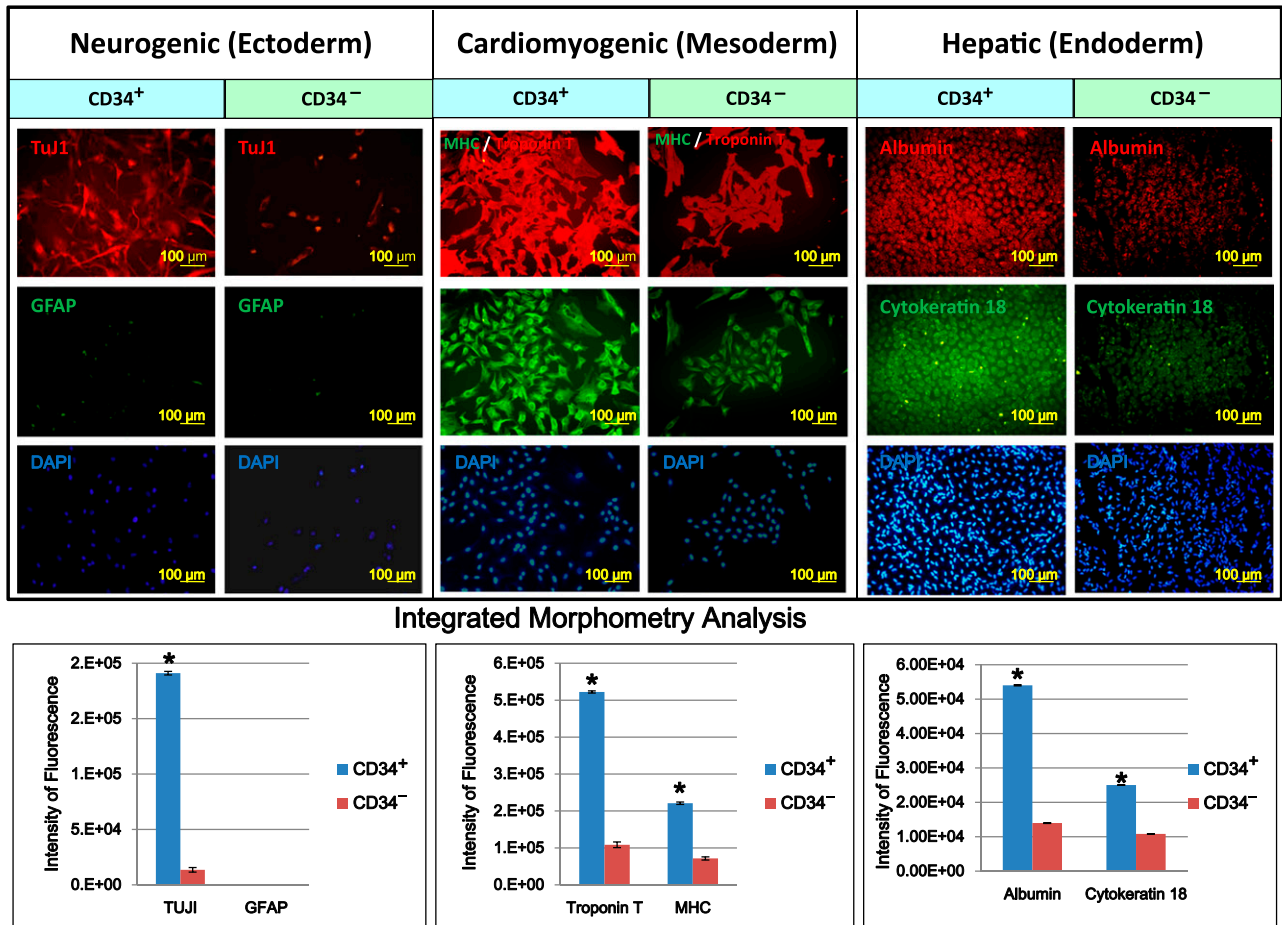 Neurogenic (Ectoderm)
Cardiomyogenic (Mesoderm)
Hepatic (Endoderm)
CD34+
CD34−
CD34+
CD34−
CD34+
CD34−
TuJ1
TuJ1
MHC / Troponin T
MHC / Troponin T
Albumin
Albumin
100 µm
100 µm
100 µm
100 µm
100 µm
100 µm
GFAP
GFAP
Cytokeratin 18
Cytokeratin 18
100 µm
100 µm
100 µm
100 µm
100 µm
100 µm
DAPI
DAPI
DAPI
DAPI
DAPI
DAPI
100 µm
100 µm
100 µm
100 µm
100 µm
100 µm
Integrated Morphometry Analysis
Intensity of Fluorescence
2.E+05
2.E+05
1.E+05
5.E+04
0.E+00
*
TUJI
GFAP
CD34+
CD34−
Intensity of Fluorescence
6.E+05
5.E+05
4.E+05
3.E+05
2.E+05
1.E+05
0.E+00
*
*
Troponin T
MHC
CD34+
CD34−
Intensity of Fluorescence
6.00E+04
5.00E+04
4.00E+04
3.00E+04
2.00E+04
1.00E+04
0.00E+00
*
*
Albumin
Cytokeratin 18
CD34+
CD34−